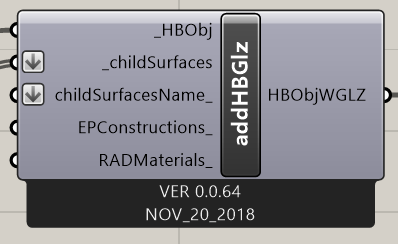 _HBObj
_childSurfaces
childSurfacesName_
EPConstructions_
RADMaterials_
addHBGlz
HBObjWGLZ
VER 0.0.64
NOV_20_2018